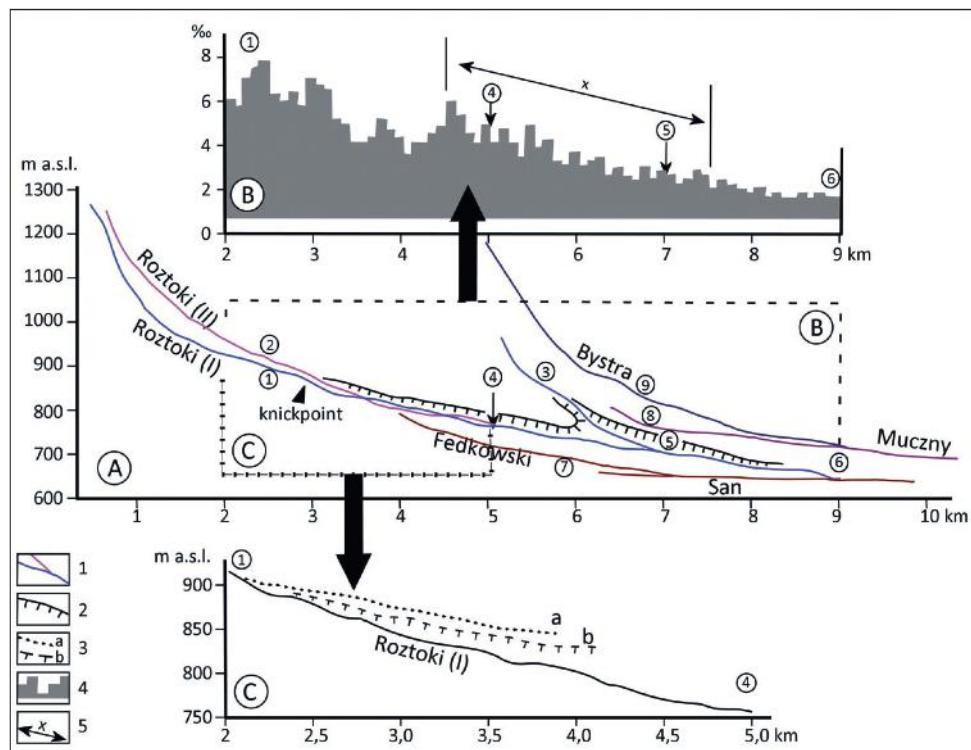 ‰
8
6
4
2
0
①
x
④
⑤
⑥
B
2 3 4 5 6 7 8 9 km
m a.s.l.
1300
1200
1100
1000
900
800
700
600
Roztoki (II)
Roztoki (I)
②
①
knickpoint
④
③
Bystra
⑨
⑧
⑤
⑥
⑦
B
Muczny
Fedkowski
San
A
C
1 2 3 4 5 6 7 8 9 10 km
1
2
a
b
3
4
x
5
m a.s.l.
900
850
800
750
①
a
b
Roztoki (I)
④
C
2 2,5 3,0 3,5 4,0 4,5 5,0 km